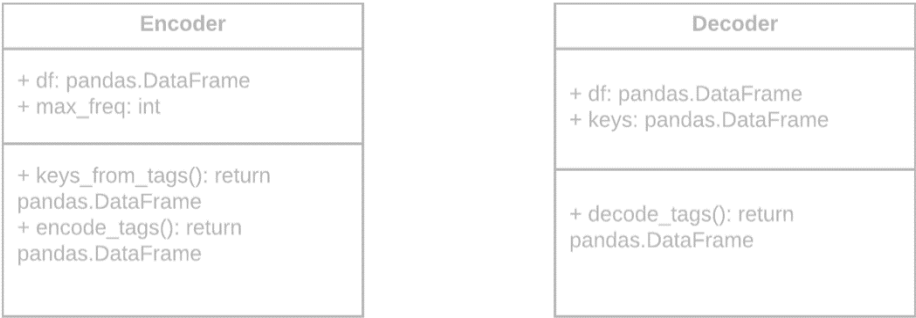 Encoder
+ df: pandas.DataFrame
+ max_freq: int
+ keys_from_tags(): return
pandas.DataFrame
+ encode_tags(): return
pandas.DataFrame
Decoder
+ df: pandas.DataFrame
+ keys: pandas.DataFrame
+ decode_tags(): return
pandas.DataFrame